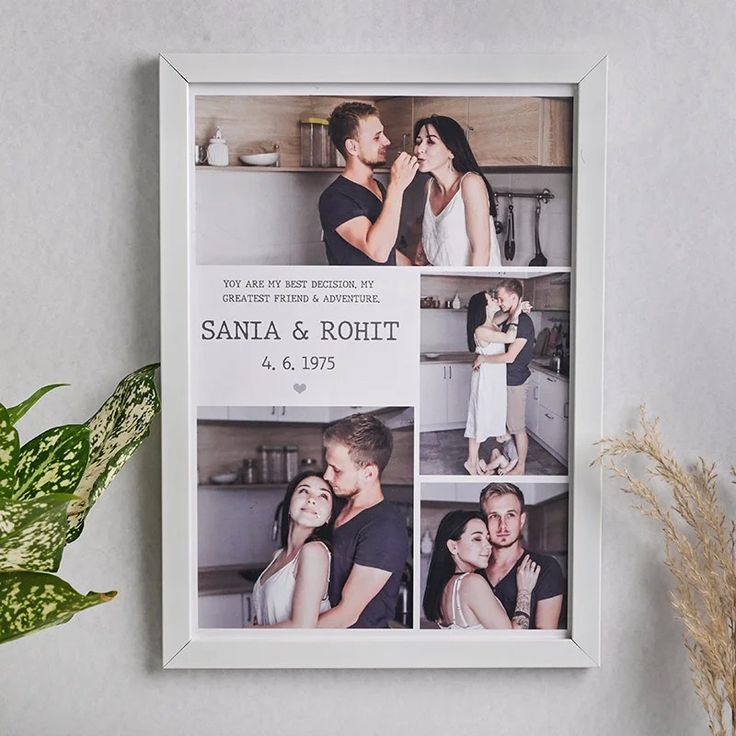 YOY ARE MY BEST DECISION, MY
GREATEST FRIEND & ADVENTURE,
SANIA & ROHIT
4. 6. 1975